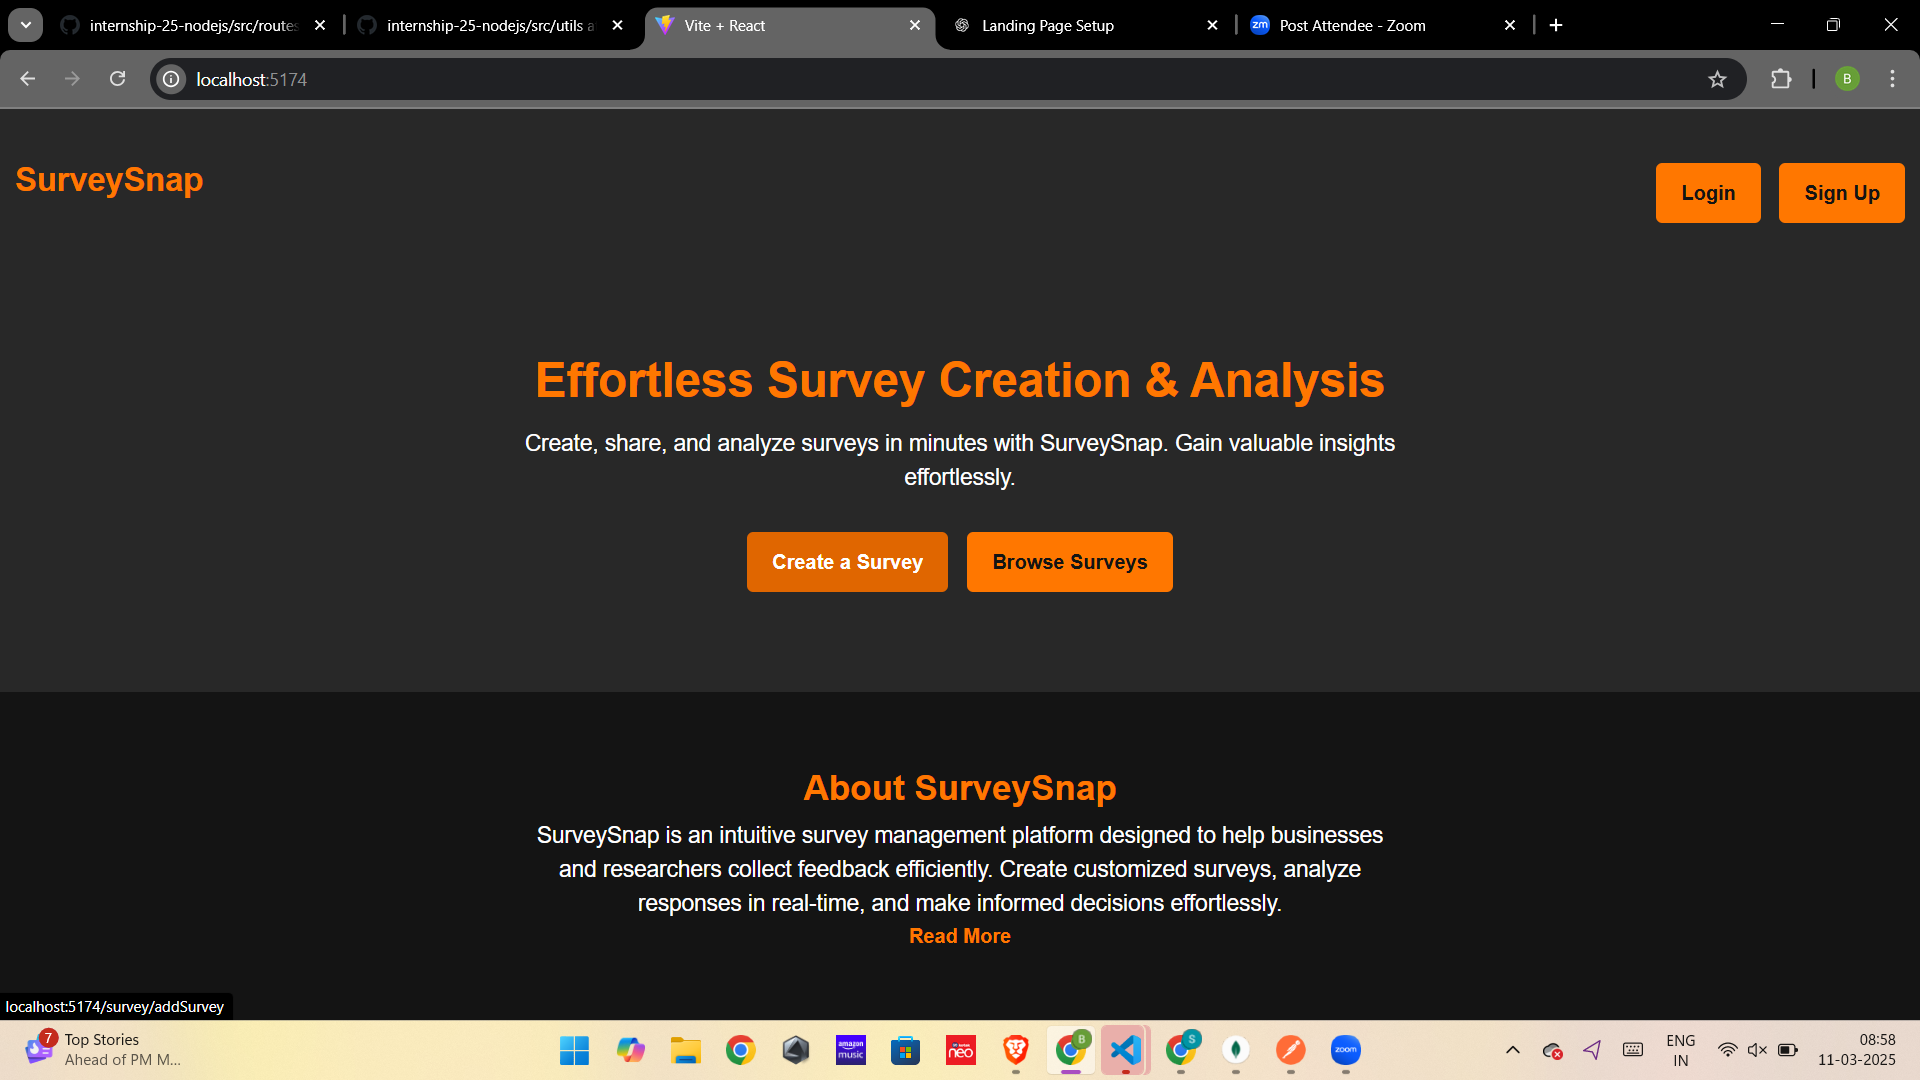 internship-25-nodejs/src/routes
internship-25-nodejs/src/utils a
Vite + React
Landing Page Setup
zm
Post Attendee - Zoom
localhost:5174
B
SurveySnap
Login
Sign Up
Effortless Survey Creation & Analysis
Create, share, and analyze surveys in minutes with SurveySnap. Gain valuable insights
effortlessly.
Create a Survey
Browse Surveys
About SurveySnap
SurveySnap is an intuitive survey management platform designed to help businesses
and researchers collect feedback efficiently. Create customized surveys, analyze
responses in real-time, and make informed decisions effortlessly.
Read More
localhost:5174/survey/addSurvey
7
Top Stories
Ahead of PM M...
amazon
music
neo
B
S
zoom
ENG
IN
08:58
11-03-2025